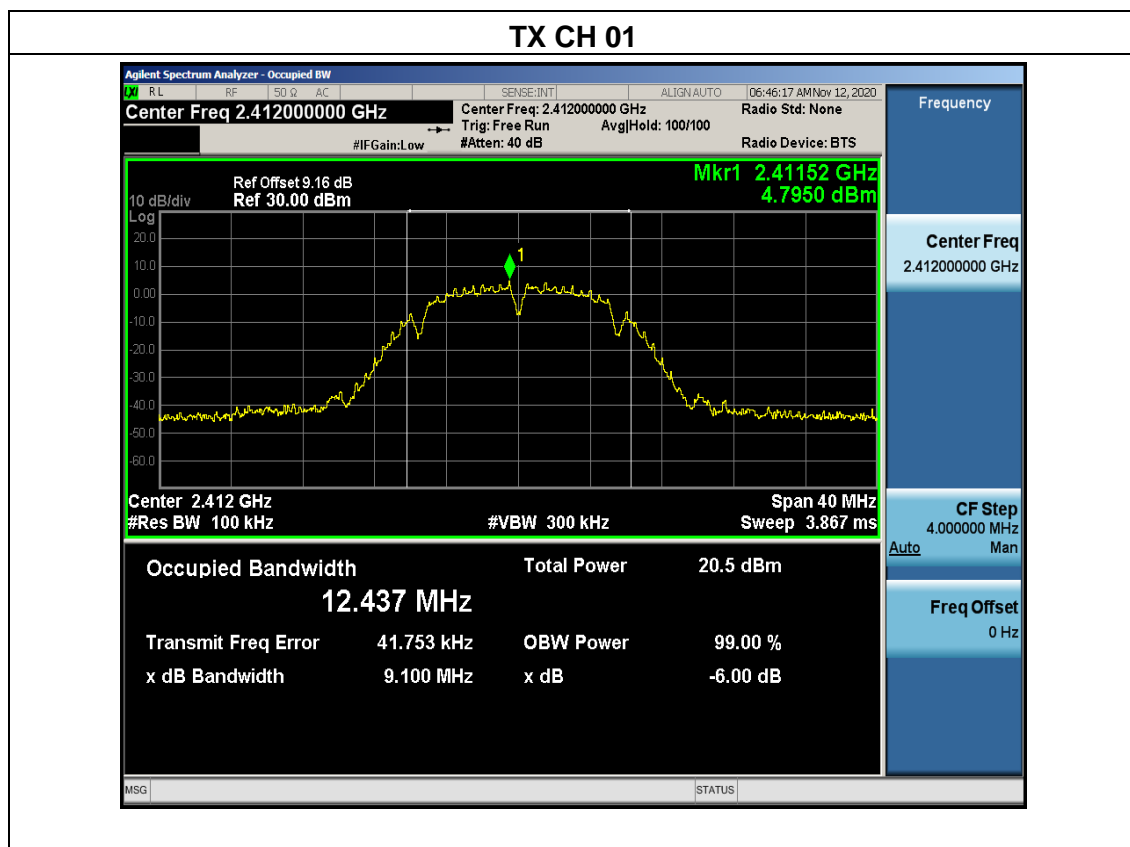 TX CH 01
Agilent Spectrum Analyzer - Occupied BW
LXI RL RF 50 Ω AC SENSE:INT ALIGN AUTO 06:46:17 AM Nov 12, 2020
Center Freq 2.412000000 GHz
Center Freq: 2.412000000 GHz Radio Std: None
Trig: Free Run Avg|Hold: 100/100
#IFGain:Low #Atten: 40 dB Radio Device: BTS
Frequency
Mkr1 2.41152 GHz
4.7950 dBm
Ref Offset 9.16 dB
10 dB/div Ref 30.00 dBm
Log
20.0
10.0
0.00
-10.0
-20.0
-30.0
-40.0
-50.0
-60.0
1
Center 2.412 GHz Span 40 MHz
#Res BW 100 kHz #VBW 300 kHz Sweep 3.867 ms
Center Freq
2.412000000 GHz
CF Step
4.000000 MHz
Auto Man
Freq Offset
0 Hz
Occupied Bandwidth Total Power 20.5 dBm
12.437 MHz
Transmit Freq Error 41.753 kHz OBW Power 99.00 %
x dB Bandwidth 9.100 MHz x dB -6.00 dB
MSG STATUS